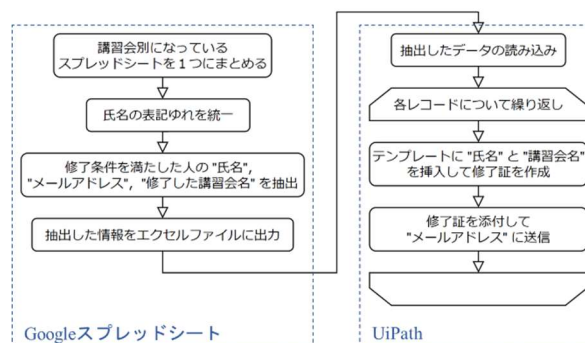 講習会別になっている
スプレッドシートを１つにまとめる
氏名の表記ゆれを統一
修了条件を満たした人の "氏名",
"メールアドレス", "修了した講習会名" を抽出
抽出した情報をエクセルファイルに出力
Googleスプレッドシート
抽出したデータの読み込み
各レコードについて繰り返し
テンプレートに "氏名" と "講習会名"
を挿入して修了証を作成
修了証を添付して
"メールアドレス" に送信
UiPath